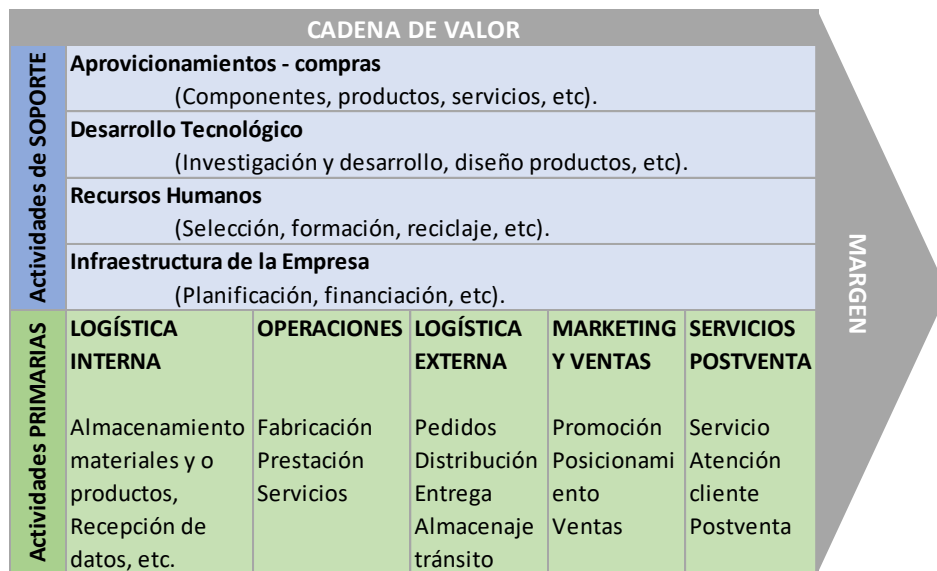 CADENA DE VALOR
Actividades de SOPORTE
Aprovicionamientos - compras
(Componentes, productos, servicios, etc).
Desarrollo Tecnológico
(Investigación y desarrollo, diseño productos, etc).
Recursos Humanos
(Selección, formación, reciclaje, etc).
Infraestructura de la Empresa
(Planificación, financiación, etc).
Actividades PRIMARIAS
LOGÍSTICA
INTERNA
Almacenamiento
materiales y o
productos,
Recepción de
datos, etc.
OPERACIONES
Fabricación
Prestación
Servicios
LOGÍSTICA
EXTERNA
Pedidos
Distribución
Entrega
Almacenaje
tránsito
MARKETING
Y VENTAS
Promoción
Posicionami
ento
Ventas
SERVICIOS
POSTVENTA
Servicio
Atención
cliente
Postventa
MARGEN